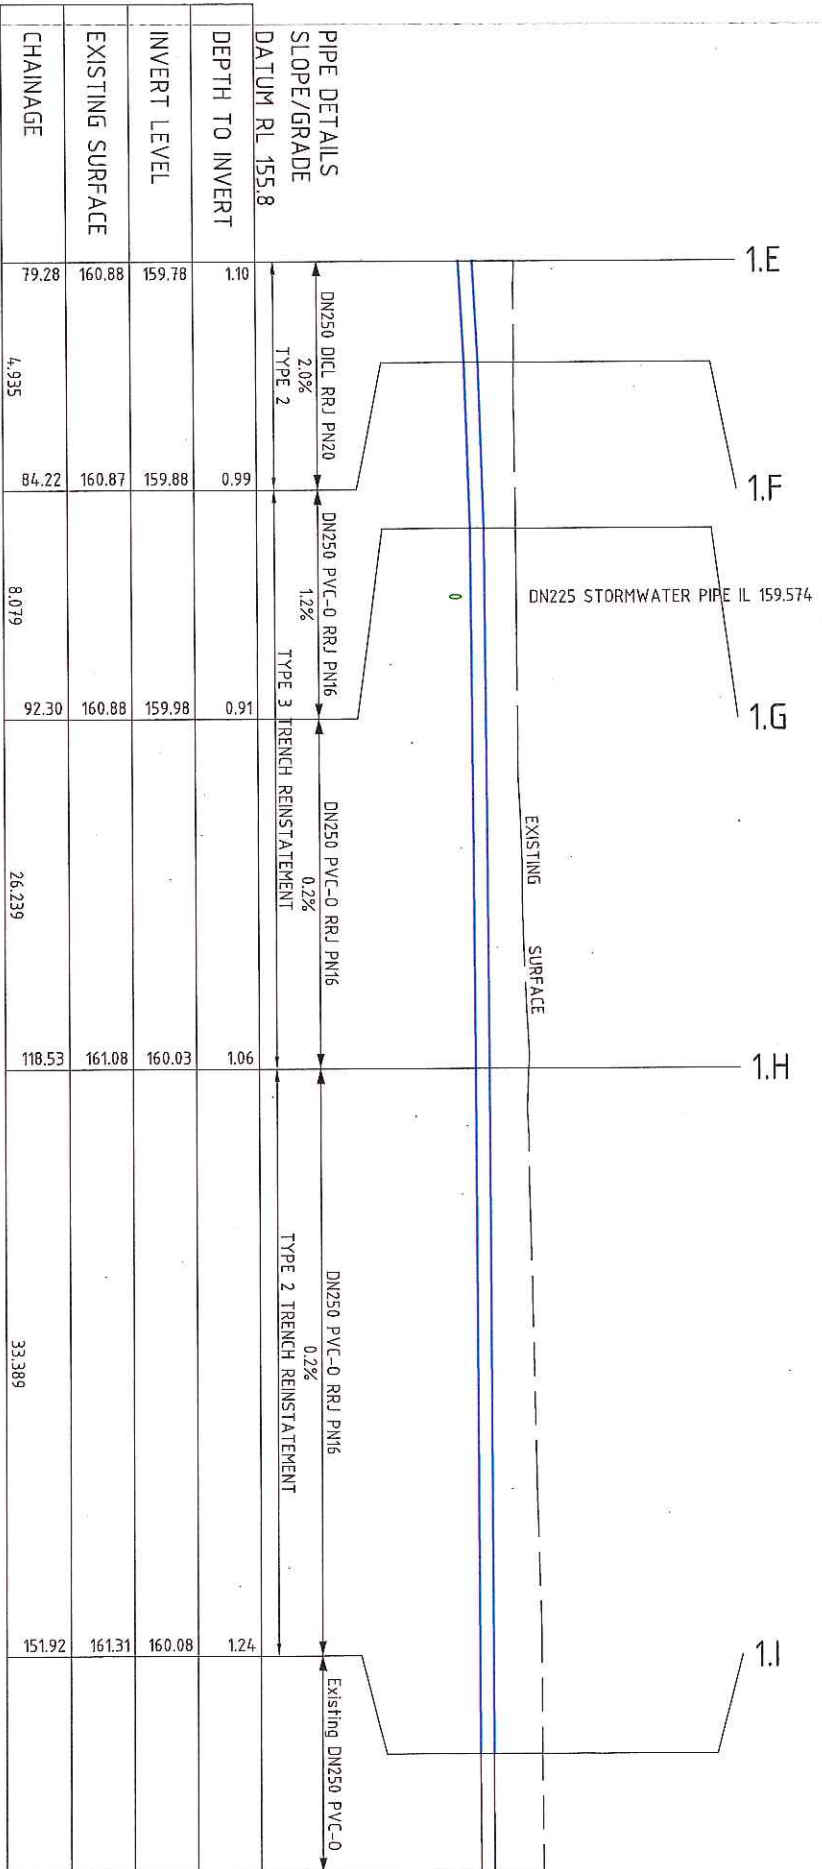 1.E
1.F
1.G
1.H
1.I
DN225 STORMWATER PIPE IL 159.574
EXISTING SURFACE
PIPE DETAILS
DN250 DICL RRJ PN20
DN250 PVC-O RRJ PN16
DN250 PVC-O RRJ PN16
DN250 PVC-O RRJ PN16
Existing DN250 PVC-O
SLOPE/GRADE
2.0%
1.2%
0.2%
0.2%
TYPE 2
TYPE 3 TRENCH REINSTATEMENT
TYPE 2 TRENCH REINSTATEMENT
DATUM RL 155.8
DEPTH TO INVERT 1.10 0.99 0.91 1.06 1.24
INVERT LEVEL 159.78 159.88 159.98 160.03 160.08
EXISTING SURFACE 160.88 160.87 160.88 161.08 161.31
CHAINAGE 79.28 4.935 84.22 8.079 92.30 26.239 118.53 33.389 151.92